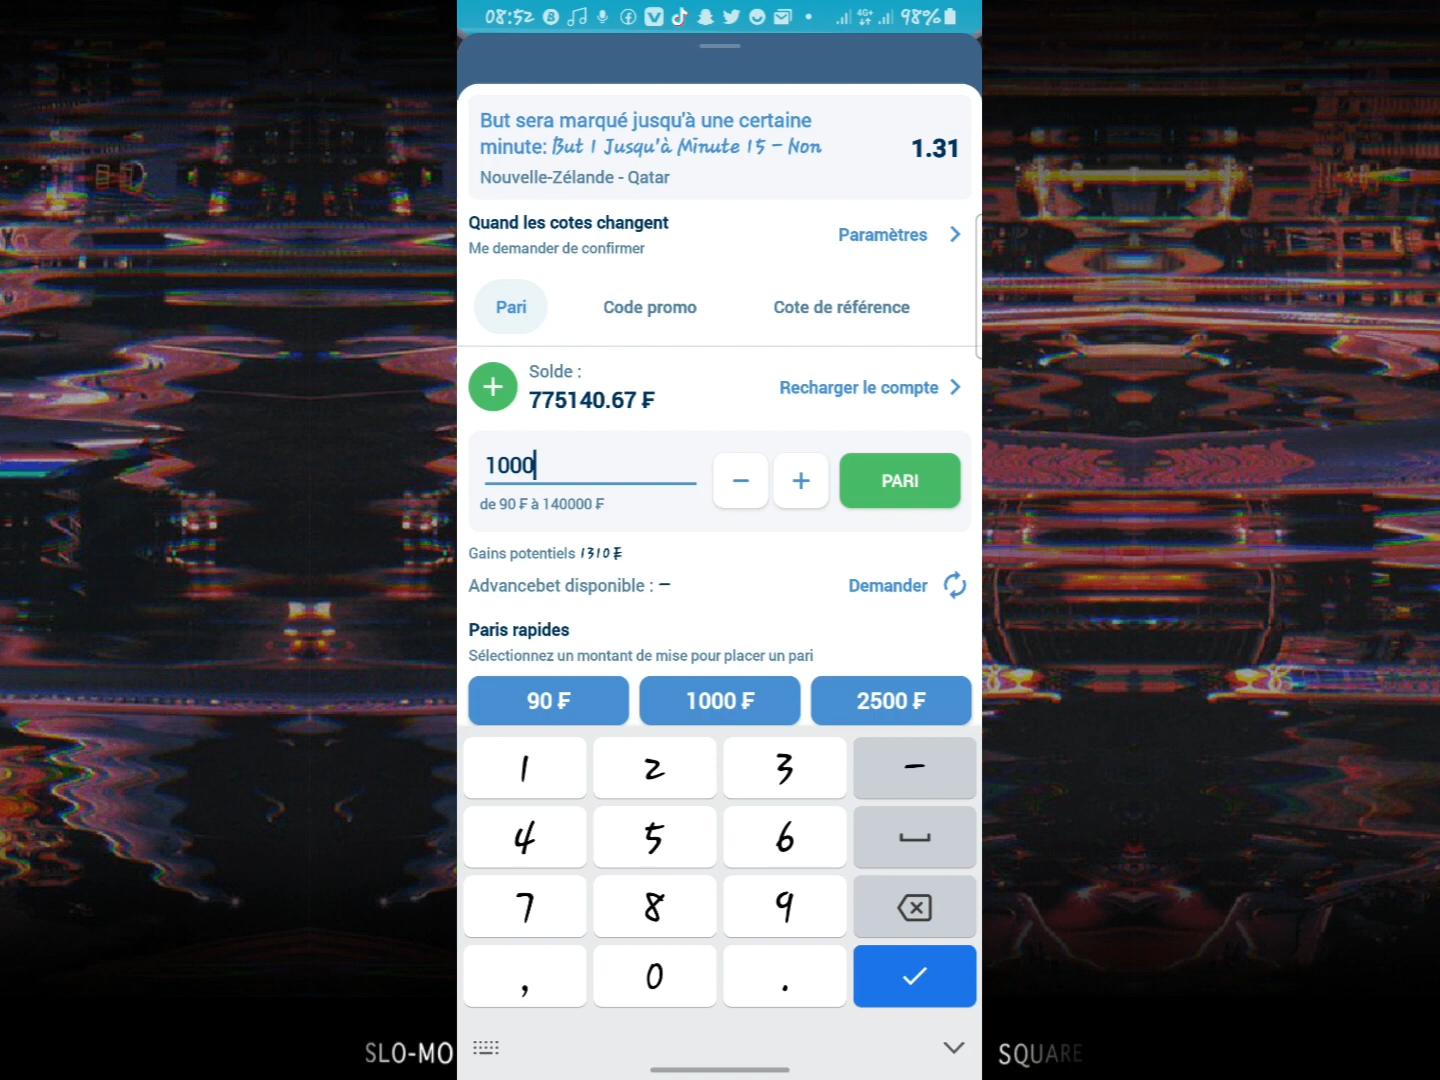 08:52
4G+
98%
But sera marqué jusqu'à une certaine
minute: But 1 Jusqu'à Minute 15 - Non
1.31
Nouvelle-Zélande - Qatar
Quand les cotes changent
Me demander de confirmer
Paramètres
Pari
Code promo
Cote de référence
Solde :
775140.67 ₣
Recharger le compte
1000
PARI
de 90 ₣ à 140000 ₣
Gains potentiels 1310 ₣
Advancebet disponible : -
Demander
Paris rapides
Sélectionnez un montant de mise pour placer un pari
90 ₣
1000 ₣
2500 ₣
1 2 3 -
4 5 6
7 8 9
, 0 .
SLO-MO
SQUARE